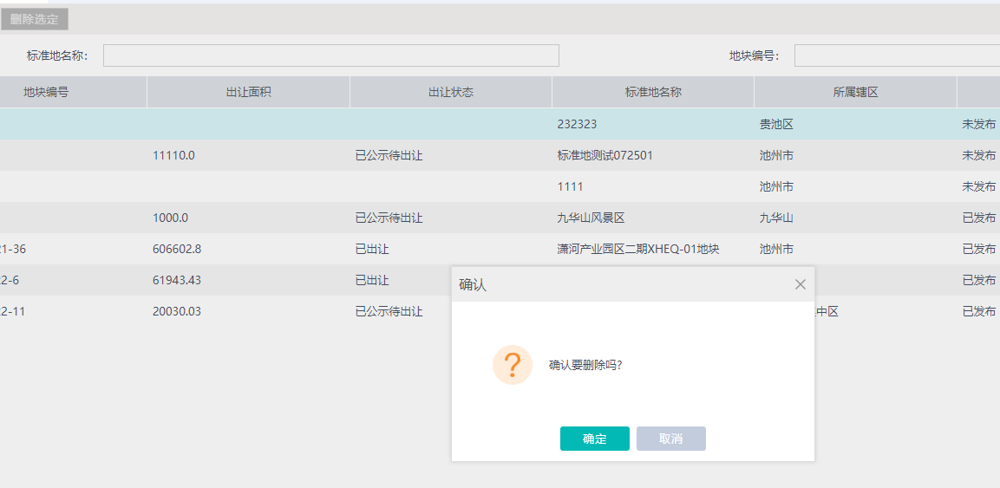 删除选定
标准地名称： 地块编号：
地块编号 出让面积 出让状态 标准地名称 所属辖区
232323 贵池区 未发布
11110.0 已公示待出让 标准地测试072501 池州市 未发布
1111 池州市 未发布
1000.0 已公示待出让 九华山风景区 九华山 已发布
1-36 606602.8 已出让 潇河产业园区二期XHEQ-01地块 池州市 已发布
2-6 61943.43 已出让 已发布
2-11 20030.03 已公示待出让 中区 已发布
确认
确认要删除吗?
确定 取消